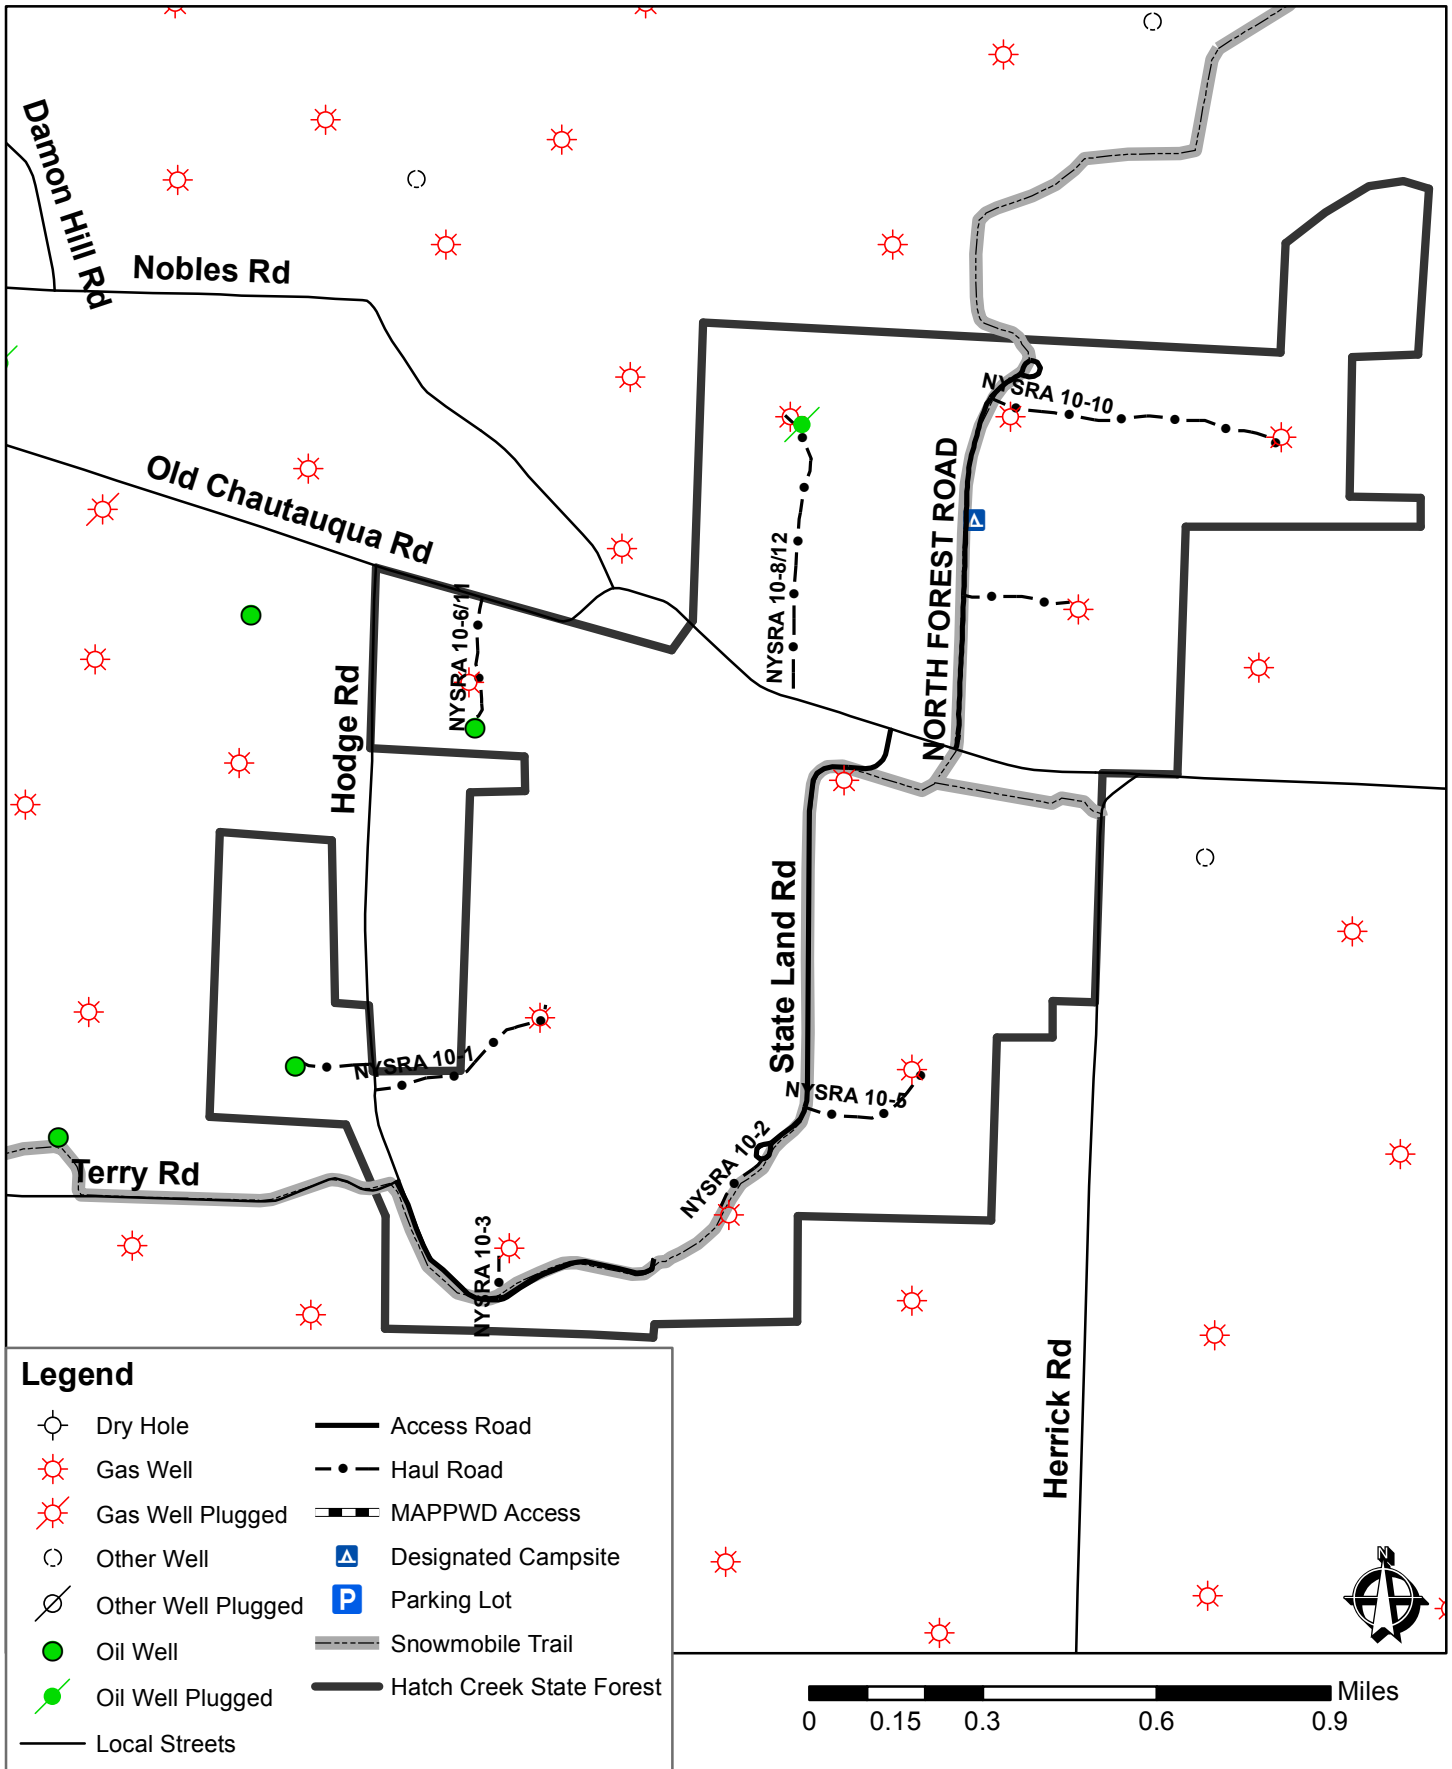 Damon Hill Rd
Nobles Rd
NYSRA 10-10
Old Chautauqua Rd
NORTH FOREST ROAD
NYSRA 10-8/12
NYSRA 10-6/11
Hodge Rd
State Land Rd
NYSRA 10-1
NYSRA 10-5
NYSRA 10-2
Terry Rd
NYSRA 10-3
Herrick Rd
Legend
Dry Hole
Gas Well
Gas Well Plugged
Other Well
Other Well Plugged
Oil Well
Oil Well Plugged
Local Streets
Access Road
Haul Road
MAPPWD Access
Designated Campsite
P Parking Lot
Snowmobile Trail
Hatch Creek State Forest
N
Miles
0 0.15 0.3 0.6 0.9